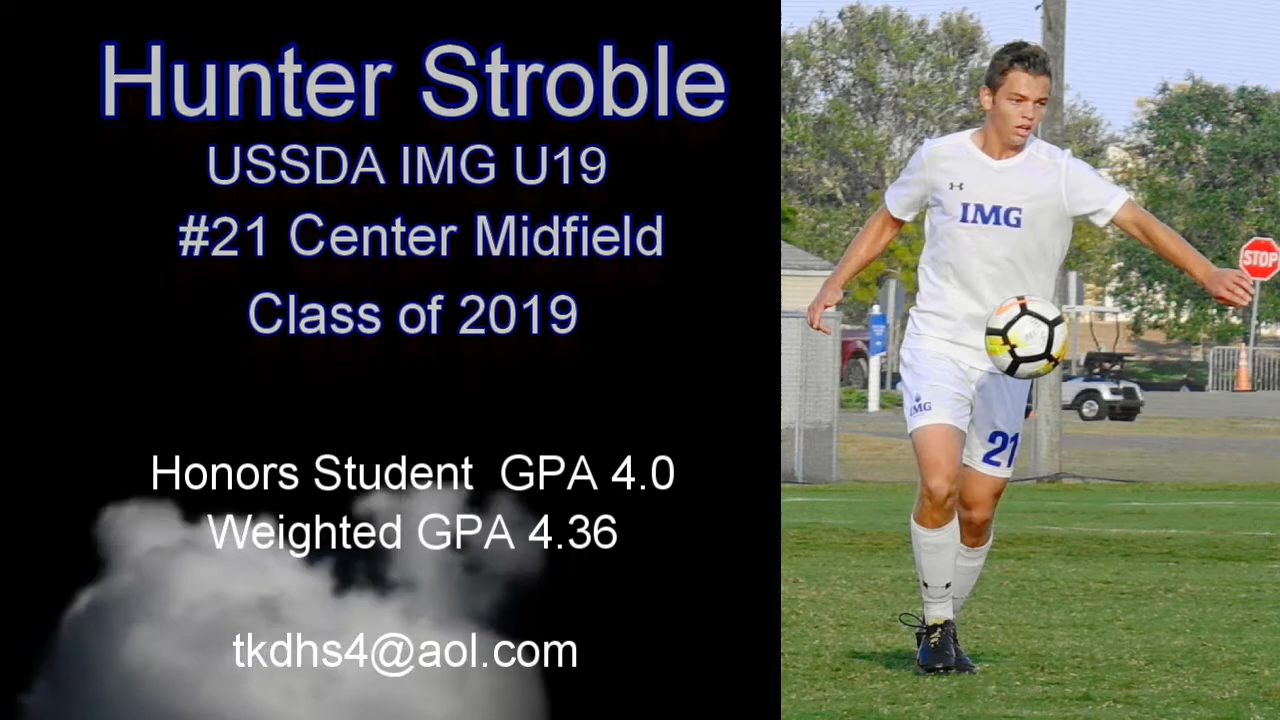 Hunter Stroble
USSDA IMG U19
#21 Center Midfield
Class of 2019
Honors Student  GPA 4.0
Weighted GPA 4.36
tkdhs4@aol.com
IMG
STOP
IMG
21